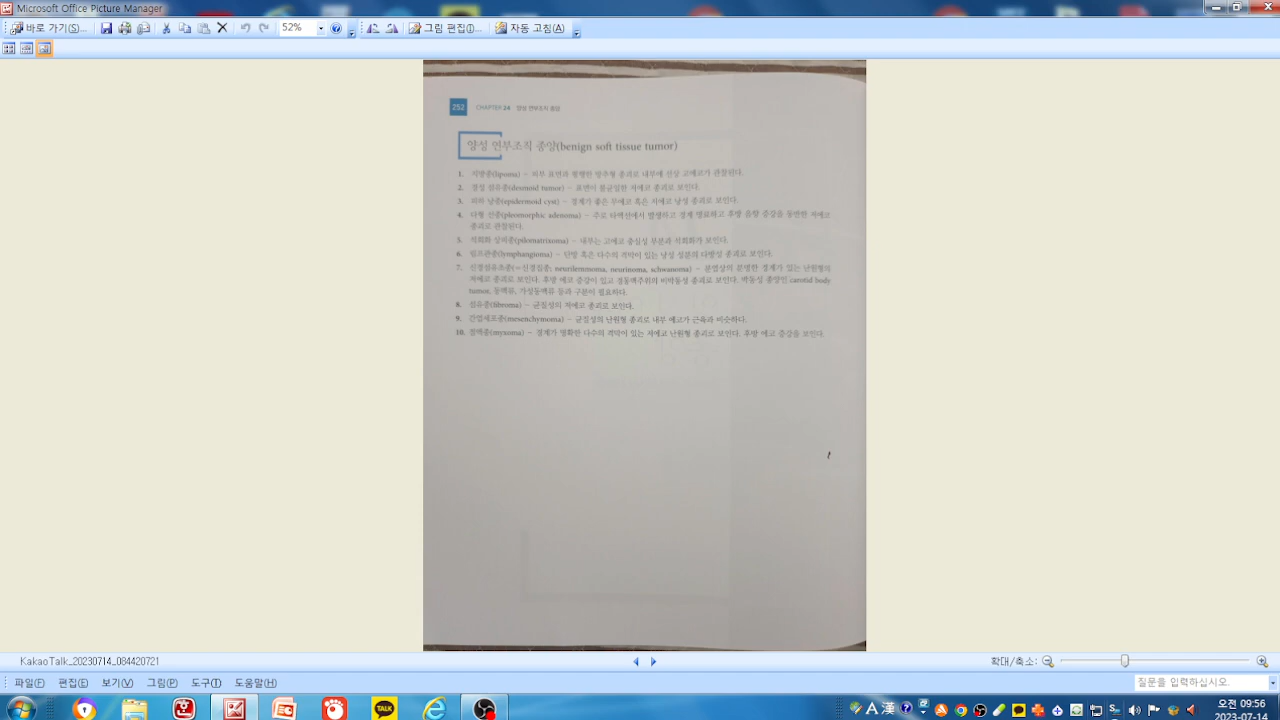 Microsoft Office Picture Manager
바로 가기(S)...
52%
그림 편집(I)...
자동 고침(A)
252 CHAPTER 24 양성 연부조직 종양
양성 연부조직 종양(benign soft tissue tumor)
1. 지방종(lipoma) – 피부 표면과 평행한 방추형 종괴로 내부에 선상 고에코가 관찰된다.
2. 결성 섬유종(desmoid tumor) – 표면이 불균일한 저에코 종괴로 보인다.
3. 피하 낭종(epidermoid cyst) – 경계가 좋은 무에코 혹은 저에코 낭성 종괴로 보인다.
4. 다형 선종(pleomorphic adenoma) – 주로 타액선에서 발생하고 경계 명료하고 후방 음향 증강을 동반한 저에코
종괴로 관찰된다.
5. 석회화 상피종(pilomatrixoma) – 내부는 고에코 충실성 부분과 석회화가 보인다.
6. 림프관종(lymphangioma) – 단방 혹은 다수의 격막이 있는 낭성 성분의 다방성 종괴로 보인다.
7. 신경섬유초종(=신경집종, neurilemmoma, neurinoma, schwannoma) – 분엽상의 분명한 경계가 있는 난원형의
저에코 종괴로 보인다. 후방 에코 증강이 있고 경동맥주위의 비박동성 종괴로 보인다. 박동성 종양인 carotid body
tumor, 동맥류, 가성동맥류 등과 구분이 필요하다.
8. 섬유종(fibroma) – 균질성의 저에코 종괴로 보인다.
9. 간엽세포종(mesenchymoma) – 균질성의 난원형 종괴로 내부 에코가 근육과 비슷하다.
10. 점액종(myxoma) – 경계가 명확한 다수의 격막이 있는 저에코 난원형 종괴로 보인다. 후방 에코 증강을 보인다.
KakaoTalk_20230714_084420721
확대/축소:
파일(F) 편집(E) 보기(V) 그림(P) 도구(T) 도움말(H)
질문을 입력하십시오.
TALK
A 漢
오전 09:56
2023-07-14